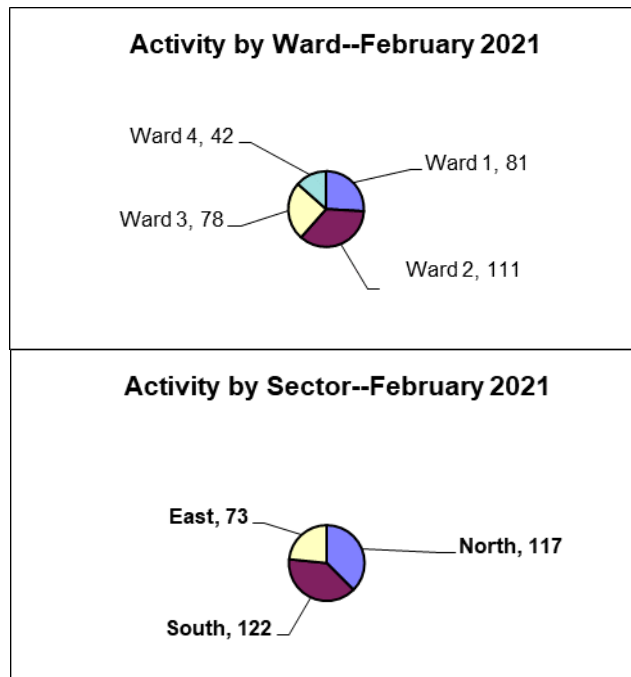 Activity by Ward--February 2021
Ward 4, 42
Ward 1, 81
Ward 3, 78
Ward 2, 111
Activity by Sector--February 2021
East, 73
North, 117
South, 122